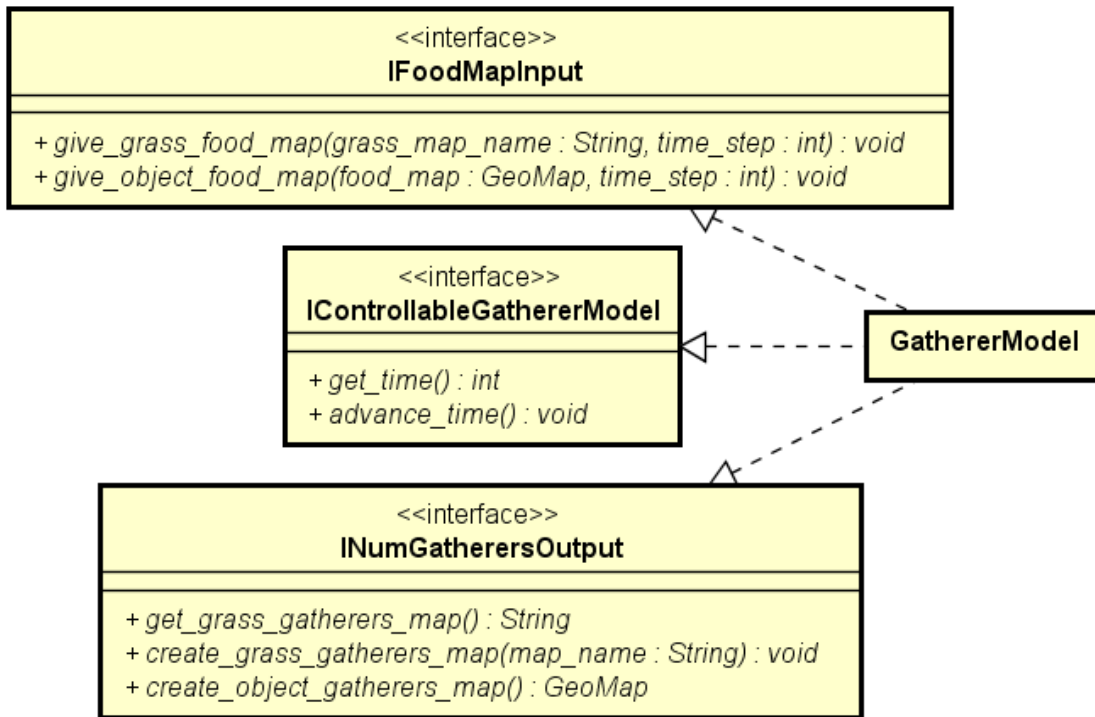 <<interface>>
IFoodMapInput
+ give_grass_food_map(grass_map_name : String, time_step : int) : void
+ give_object_food_map(food_map : GeoMap, time_step : int) : void
<<interface>>
IControllableGathererModel
+ get_time() : int
+ advance_time() : void
GathererModel
<<interface>>
INumGatherersOutput
+ get_grass_gatherers_map() : String
+ create_grass_gatherers_map(map_name : String) : void
+ create_object_gatherers_map() : GeoMap